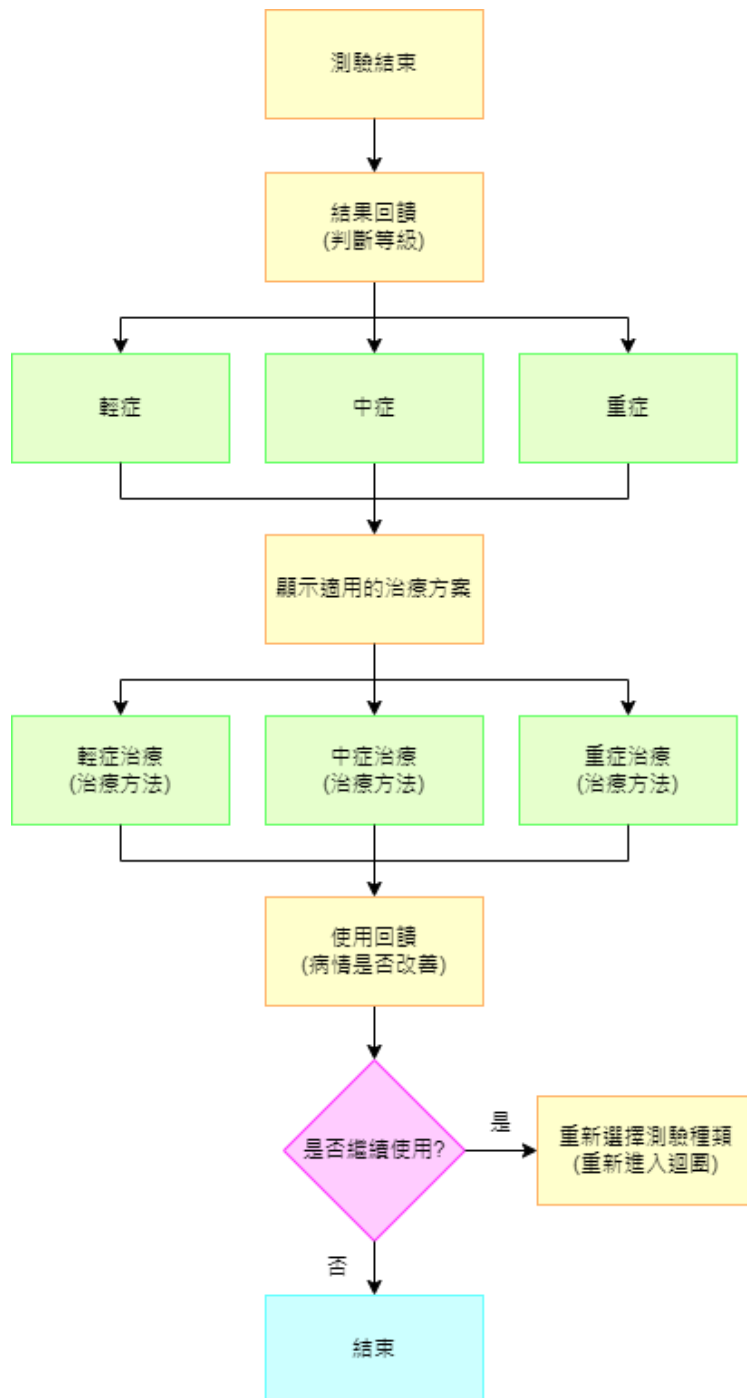 測驗結束
結果回饋
(判斷等級)
輕症
中症
重症
顯示適用的治療方案
輕症治療
(治療方法)
中症治療
(治療方法)
重症治療
(治療方法)
使用回饋
(病情是否改善)
是否繼續使用?
是
重新選擇測驗種類
(重新進入迴圈)
否
結束